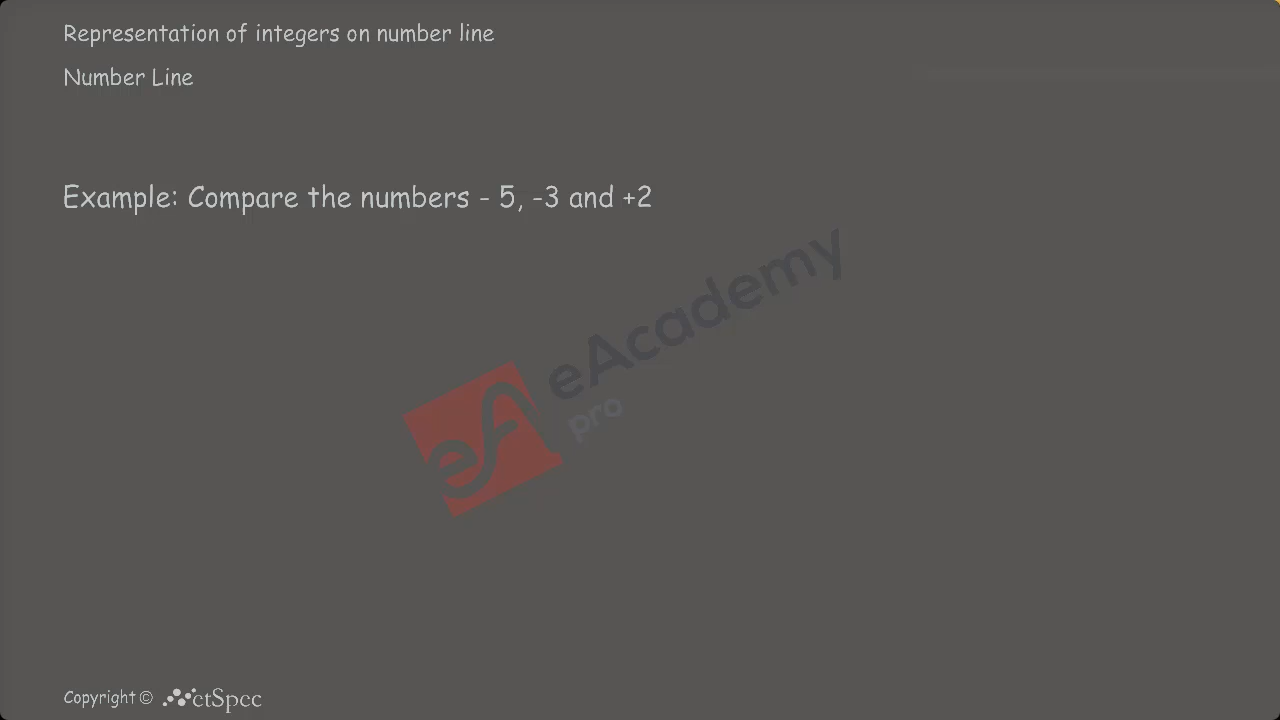 Representation of integers on number line
Number Line
Example: Compare the numbers - 5, -3 and +2
eAcademy
pro
eA
Copyright © etSpec